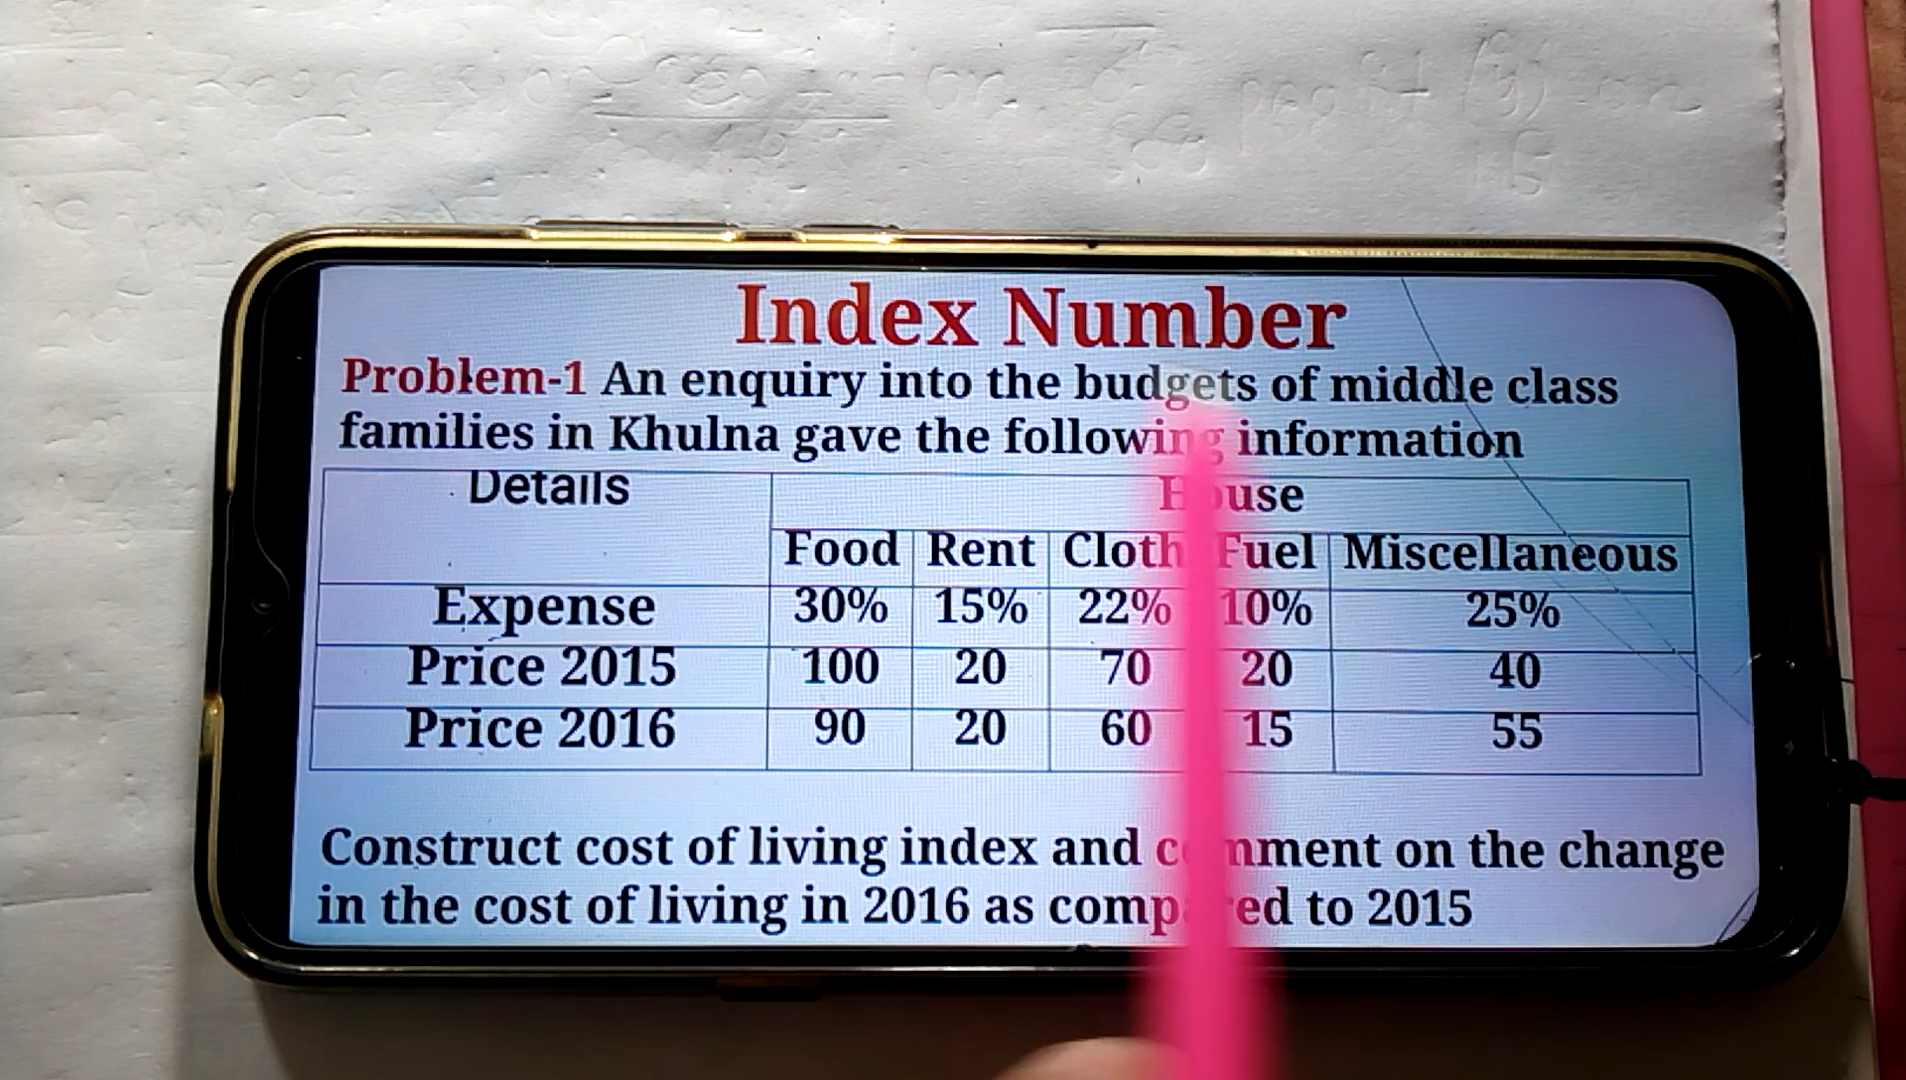 Index Number
Problem-1 An enquiry into the budgets of middle class
families in Khulna gave the following information
Details House
Food Rent Cloth Fuel Miscellaneous
Expense 30% 15% 22% 10% 25%
Price 2015 100 20 70 20 40
Price 2016 90 20 60 15 55
Construct cost of living index and comment on the change
in the cost of living in 2016 as compared to 2015